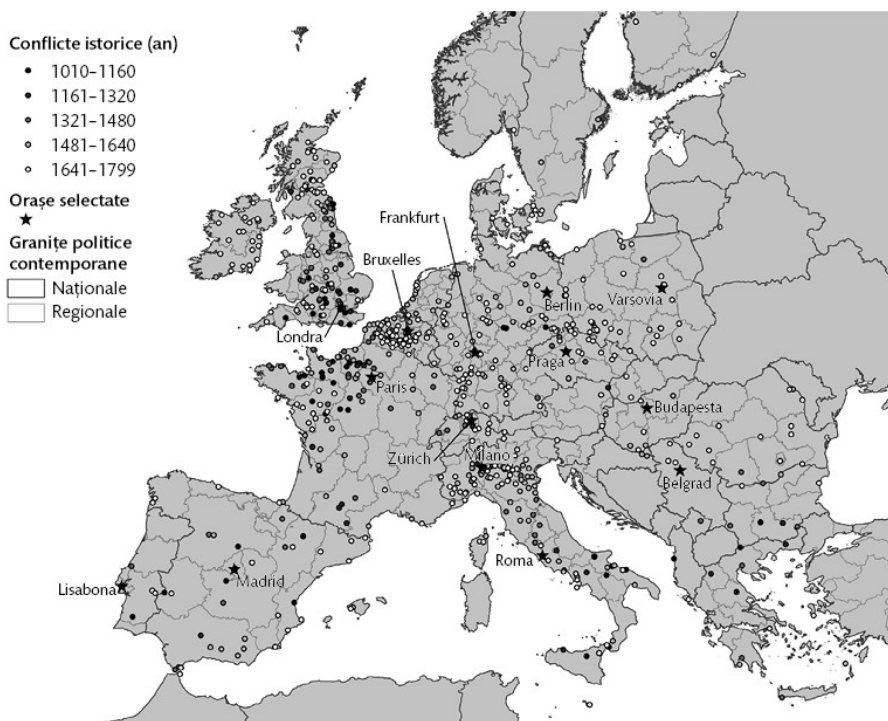 Conflicte istorice (an)
1010–1160
1161–1320
1321–1480
1481–1640
1641–1799
Orașe selectate
Granițe politice
contemporane
Naționale
Regionale
Frankfurt
Bruxelles
Londra
Berlin
Varsovia
Praga
Paris
Zürich
Milano
Budapesta
Belgrad
Roma
Madrid
Lisabona